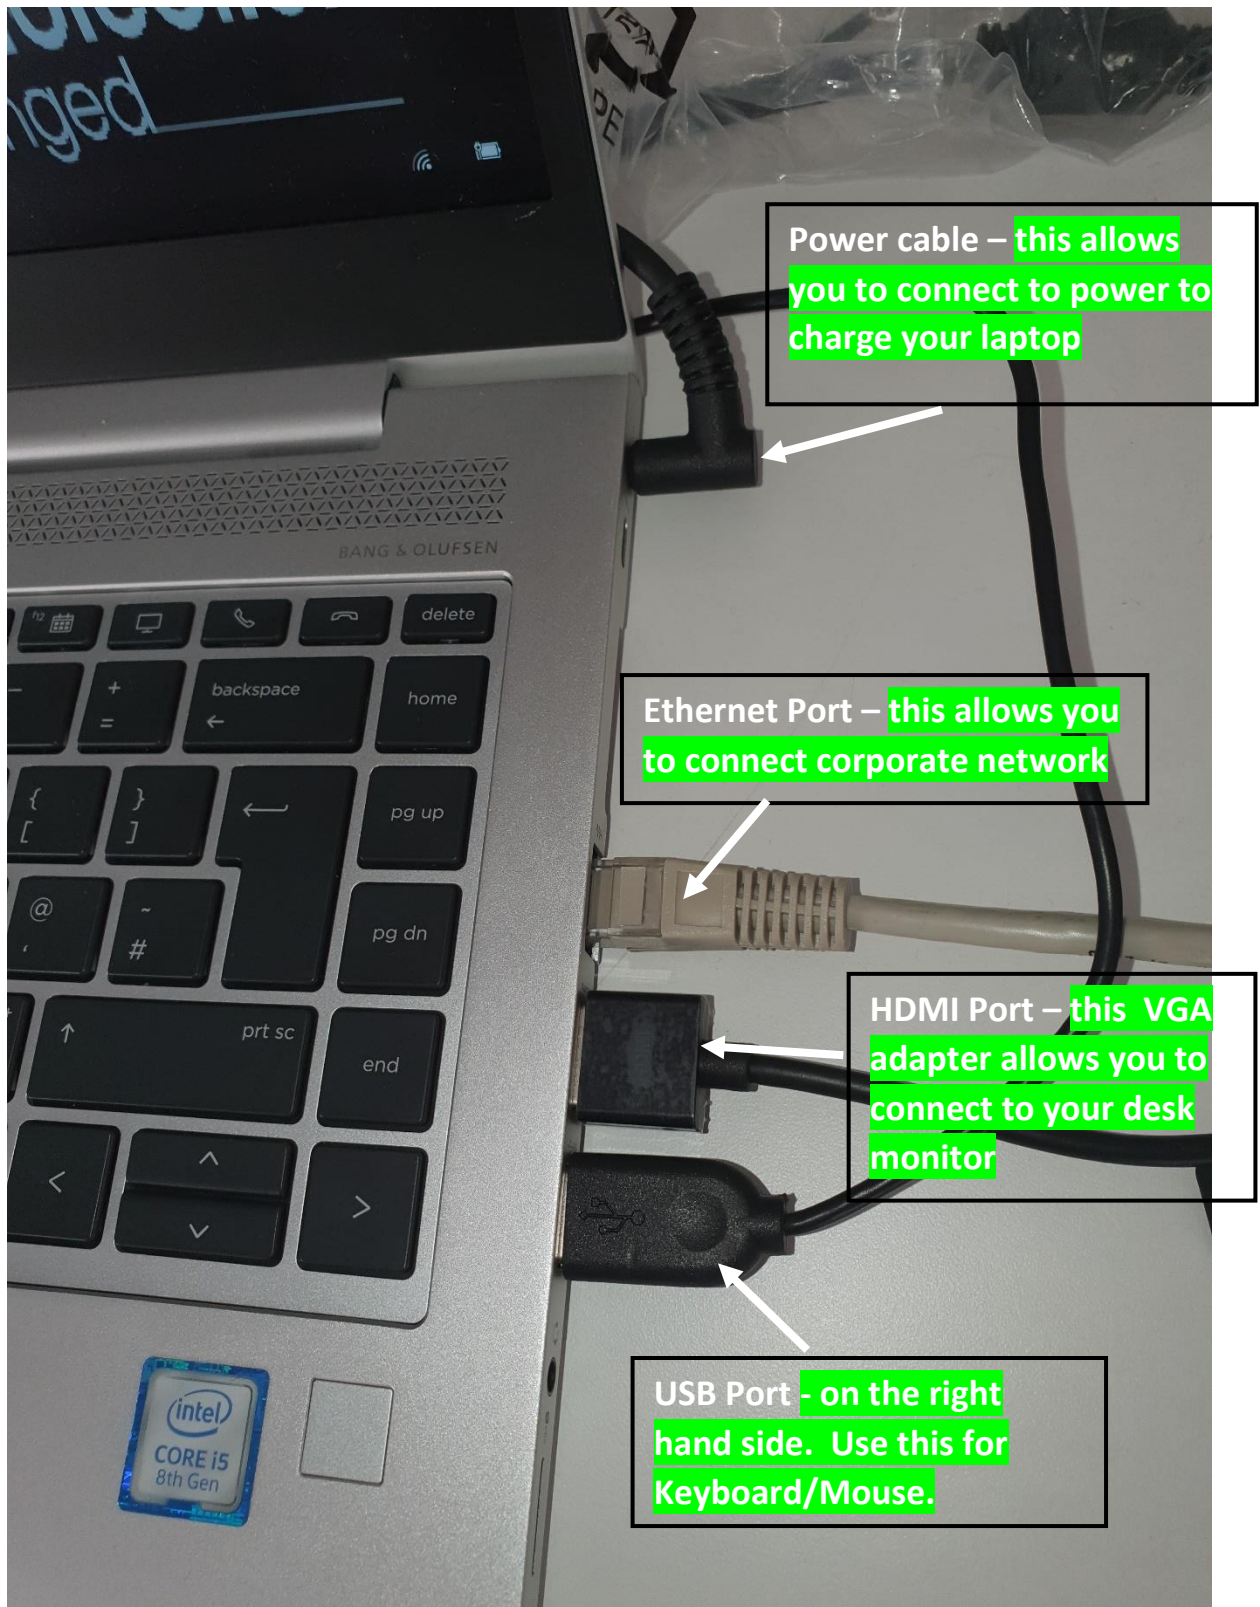 nged
PE
Power cable – this allows
you to connect to power to
charge your laptop
BANG & OLUFSEN
f12
delete
+
=
backspace
home
Ethernet Port – this allows you
to connect corporate network
{
[
}
]
pg up
@
'
~
#
pg dn
HDMI Port – this  VGA
adapter allows you to
connect to your desk
monitor
prt sc
end
USB Port - on the right
hand side.  Use this for
Keyboard/Mouse.
intel
CORE i5
8th Gen